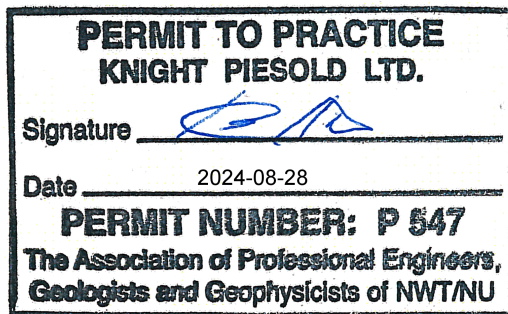 PERMIT TO PRACTICE
KNIGHT PIESOLD LTD.
Signature
Date 2024-08-28
PERMIT NUMBER: P 547
The Association of Professional Engineers,
Geologists and Geophysicists of NWT/NU